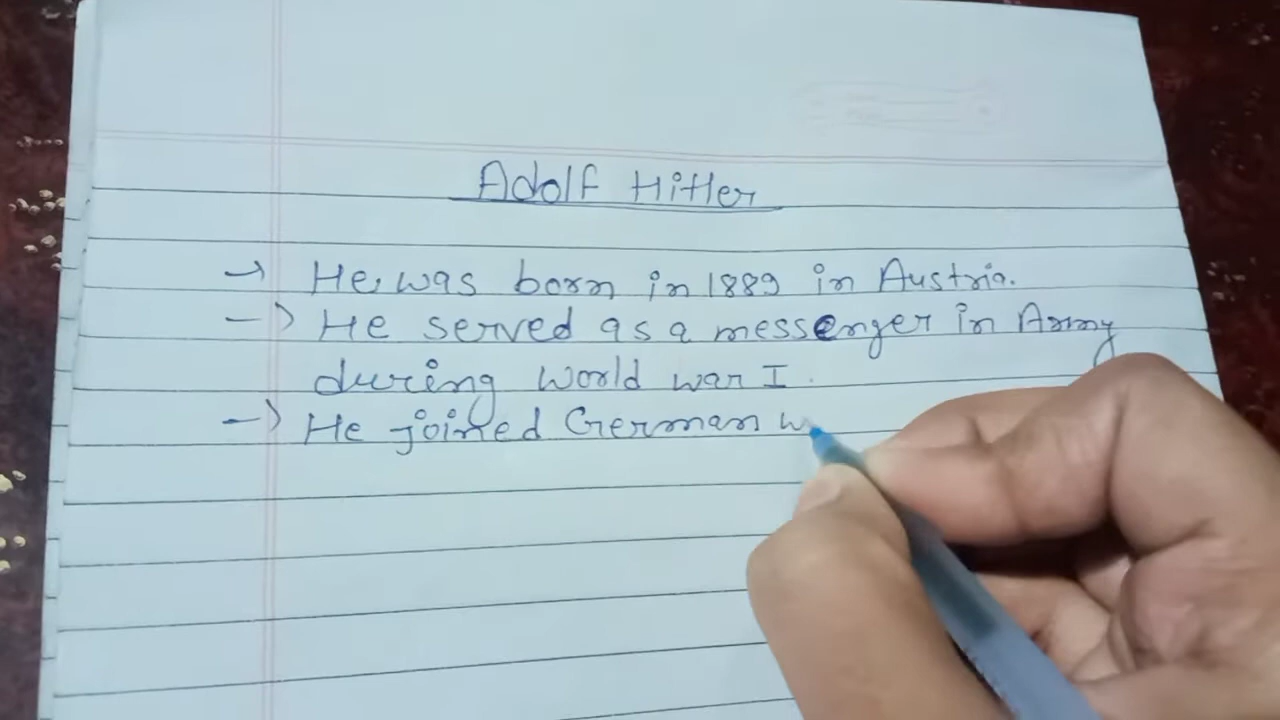 Adolf Hitler
→ He was born in 1889 in Austria.
→ He served as a messenger in Army
during World war I.
→ He joined German w